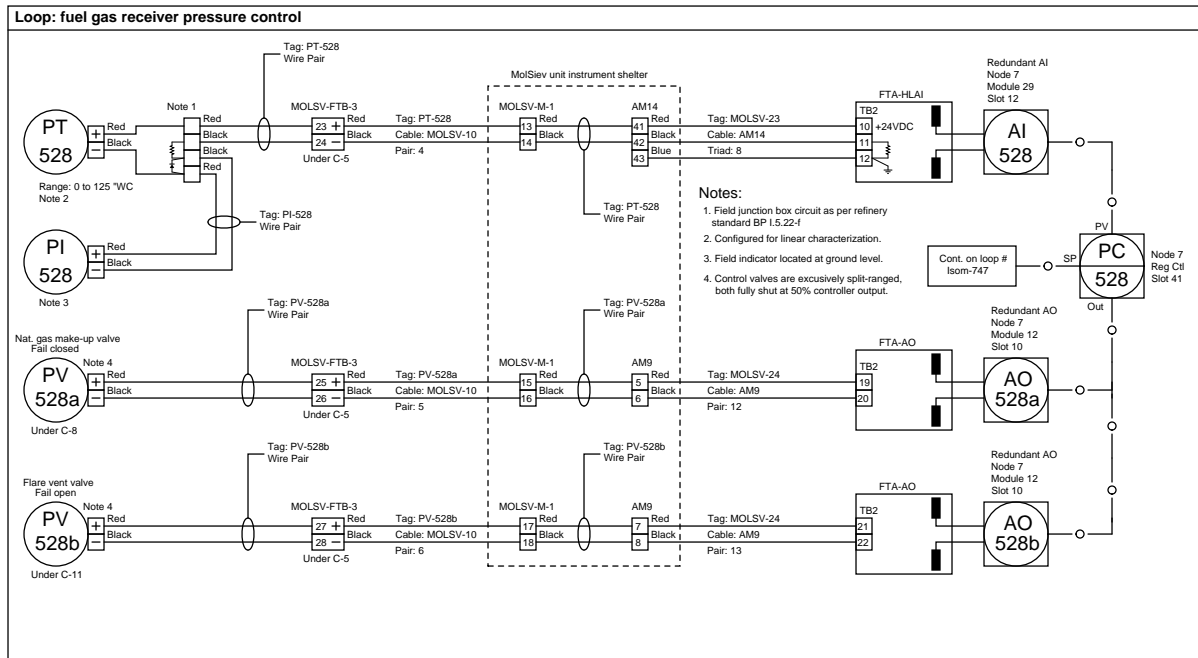 Loop: fuel gas receiver pressure control
Tag: PT-528
Wire Pair
MolSiev unit instrument shelter
Redundant AI
Node 7
Module 29
Slot 12
FTA-HLAI
Note 1
MOLSV-FTB-3
MOLSV-M-1
AM14
TB2
PT
528
+
−
Red
Black
Red
Black
Black
Red
23 +
24 −
Red
Black
Under C-5
Tag: PT-528
Cable: MOLSV-10
Pair: 4
13
14
Red
Black
41
42
43
Red
Black
Blue
Tag: MOLSV-23
Cable: AM14
Triad: 8
10
11
12
+24VDC
AI
528
Range: 0 to 125 "WC
Note 2
Tag: PI-528
Wire Pair
Tag: PT-528
Wire Pair
PI
528
+
−
Red
Black
Note 3
Notes:
1. Field junction box circuit as per refinery
standard BP I.5.22-f
2. Configured for linear characterization.
3. Field indicator located at ground level.
4. Control valves are excusively split-ranged,
both fully shut at 50% controller output.
Cont. on loop #
Isom-747
PV
SP
PC
528
Out
Node 7
Reg Ctl
Slot 41
Tag: PV-528a
Wire Pair
Tag: PV-528a
Wire Pair
Redundant AO
Node 7
Module 12
Slot 10
Nat. gas make-up valve
Fail closed
Note 4
PV
528a
+
−
Red
Black
Under C-8
MOLSV-FTB-3
25 +
26 −
Red
Black
Under C-5
Tag: PV-528a
Cable: MOLSV-10
Pair: 5
MOLSV-M-1
15
16
Red
Black
AM9
5
6
Red
Black
Tag: MOLSV-24
Cable: AM9
Pair: 12
FTA-AO
TB2
19
20
AO
528a
Tag: PV-528b
Wire Pair
Tag: PV-528b
Wire Pair
Redundant AO
Node 7
Module 12
Slot 10
Flare vent valve
Fail open
Note 4
PV
528b
+
−
Red
Black
Under C-11
MOLSV-FTB-3
27 +
28 −
Red
Black
Under C-5
Tag: PV-528b
Cable: MOLSV-10
Pair: 6
MOLSV-M-1
17
18
Red
Black
AM9
7
8
Red
Black
Tag: MOLSV-24
Cable: AM9
Pair: 13
FTA-AO
TB2
21
22
AO
528b